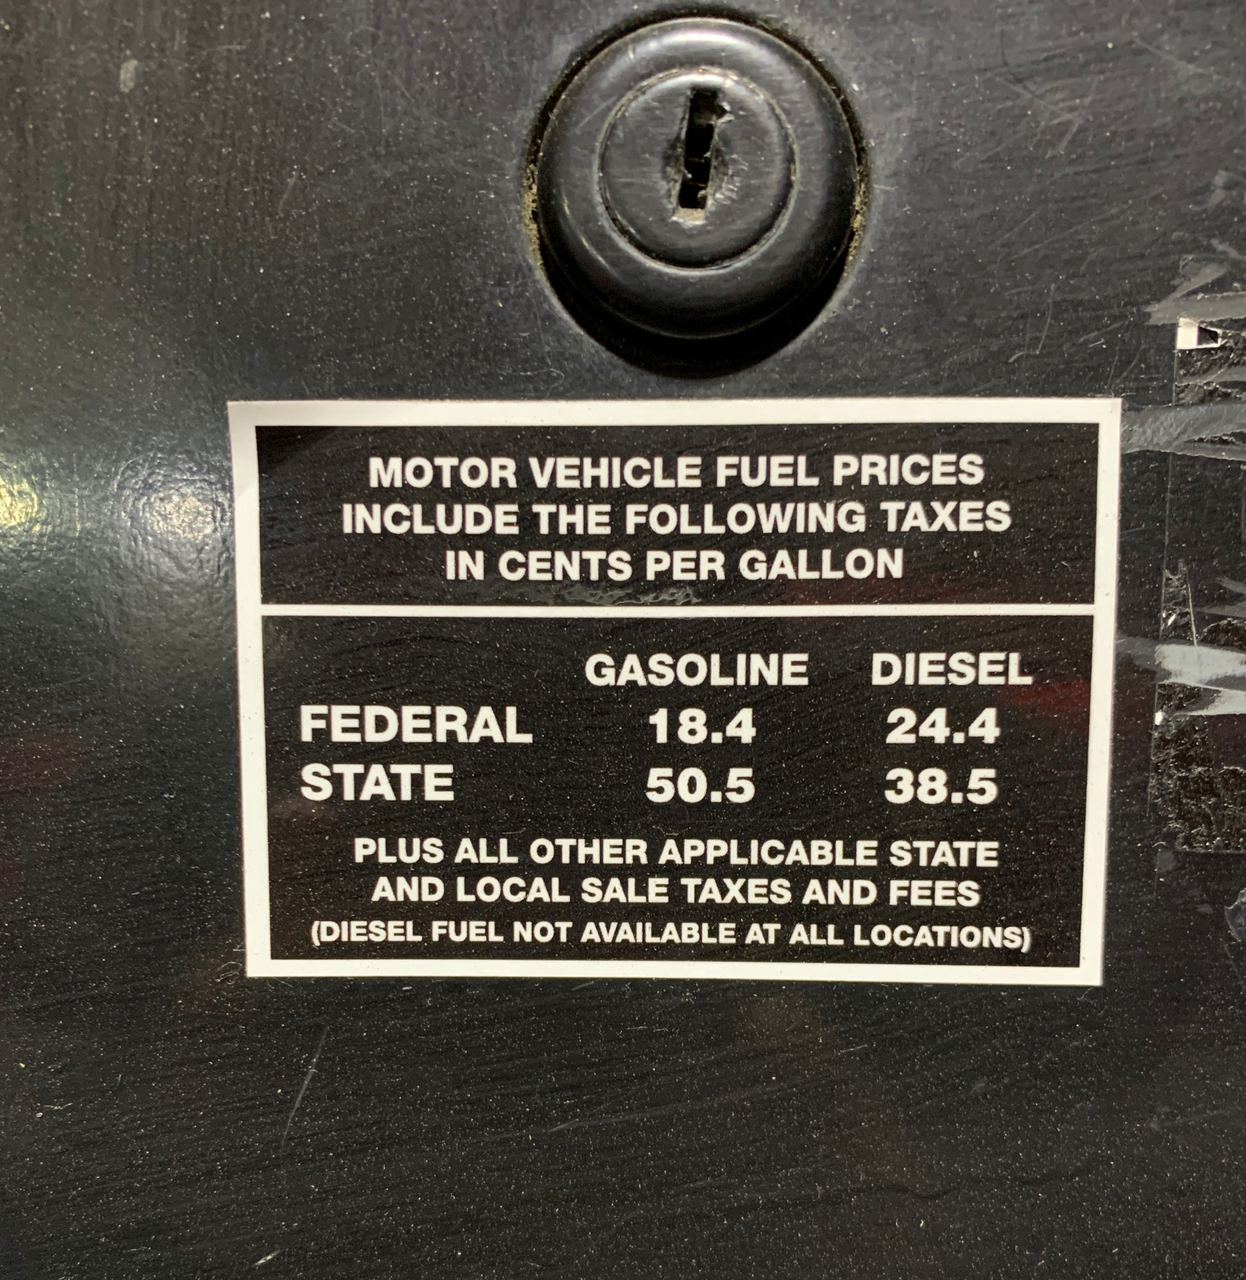 MOTOR VEHICLE FUEL PRICES
INCLUDE THE FOLLOWING TAXES
IN CENTS PER GALLON
GASOLINE DIESEL
FEDERAL 18.4 24.4
STATE 50.5 38.5
PLUS ALL OTHER APPLICABLE STATE
AND LOCAL SALE TAXES AND FEES
(DIESEL FUEL NOT AVAILABLE AT ALL LOCATIONS)